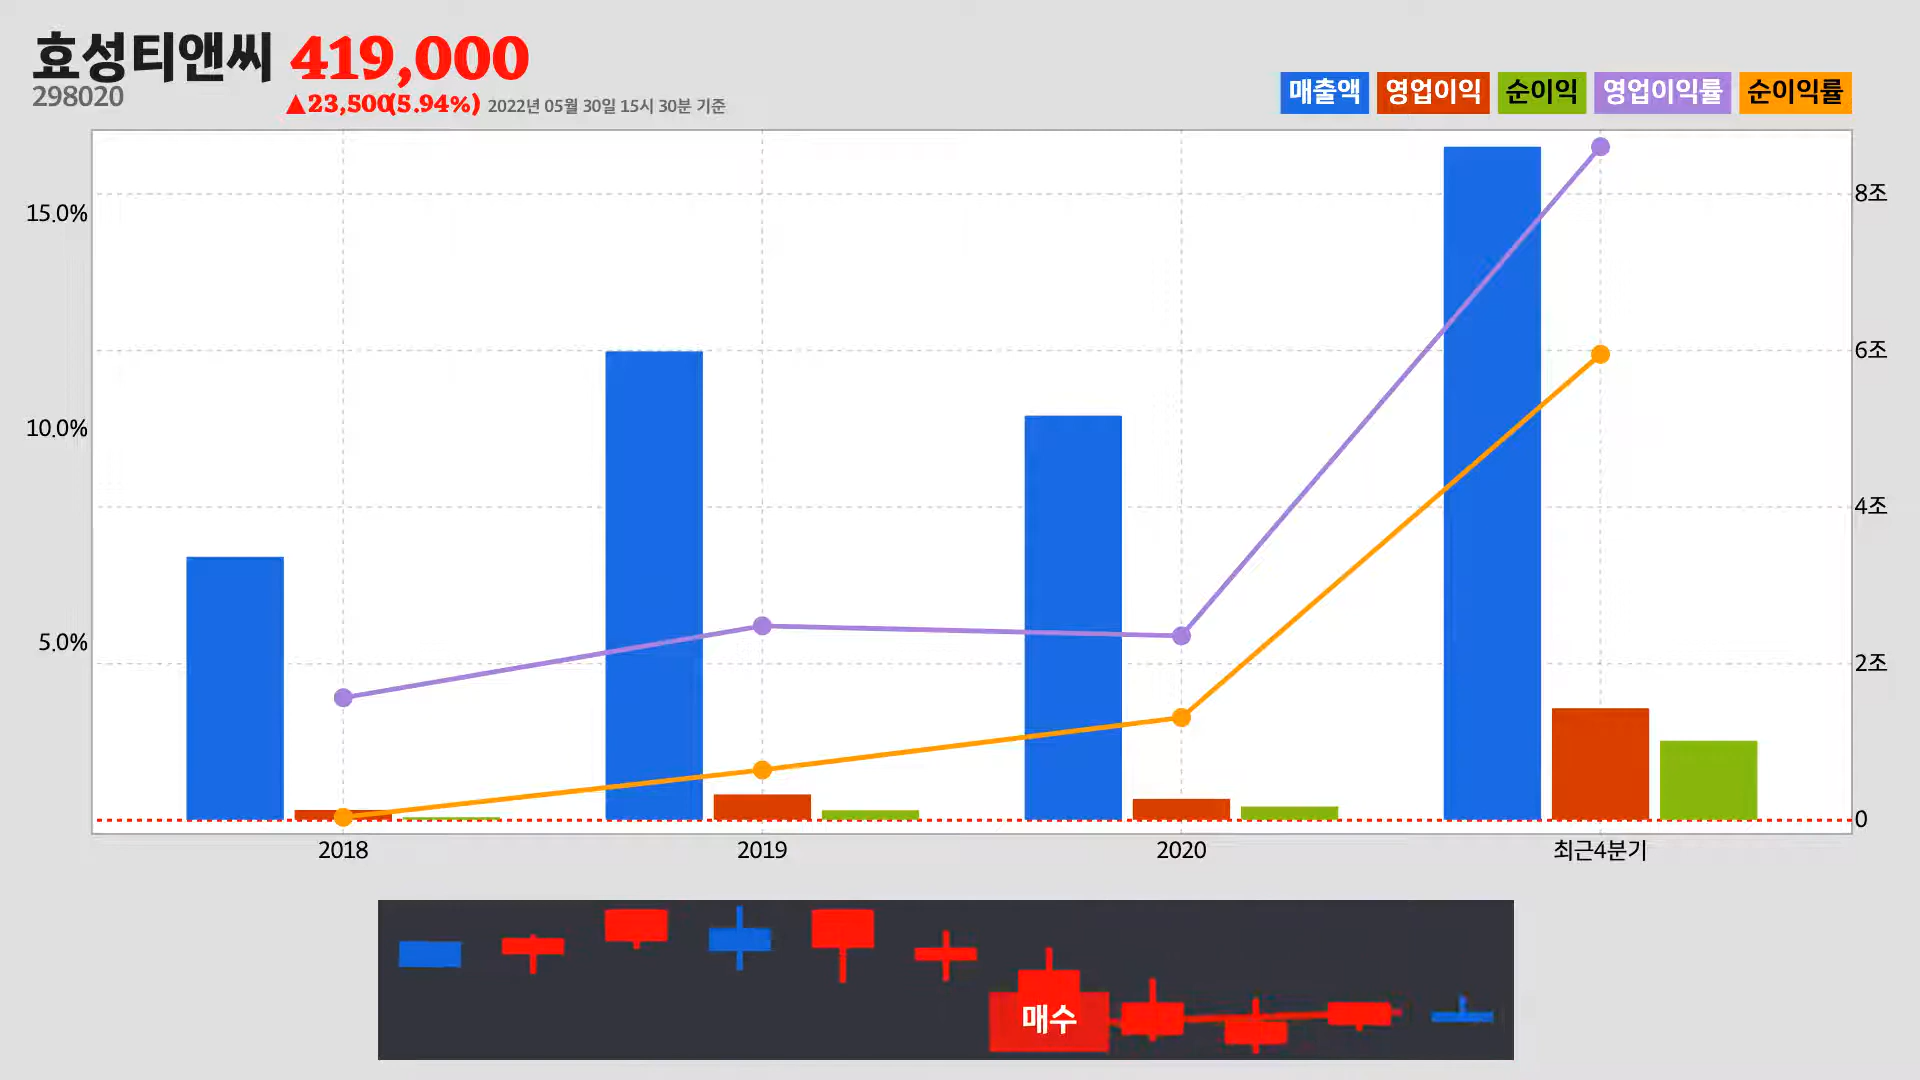 효성티앤씨 419,000
298020
▲23,500(5.94%) 2022년 05월 30일 15시 30분 기준
매출액 영업이익 순이익 영업이익률 순이익률
15.0%
10.0%
5.0%
8조
6조
4조
2조
0
2018 2019 2020 최근4분기
매수